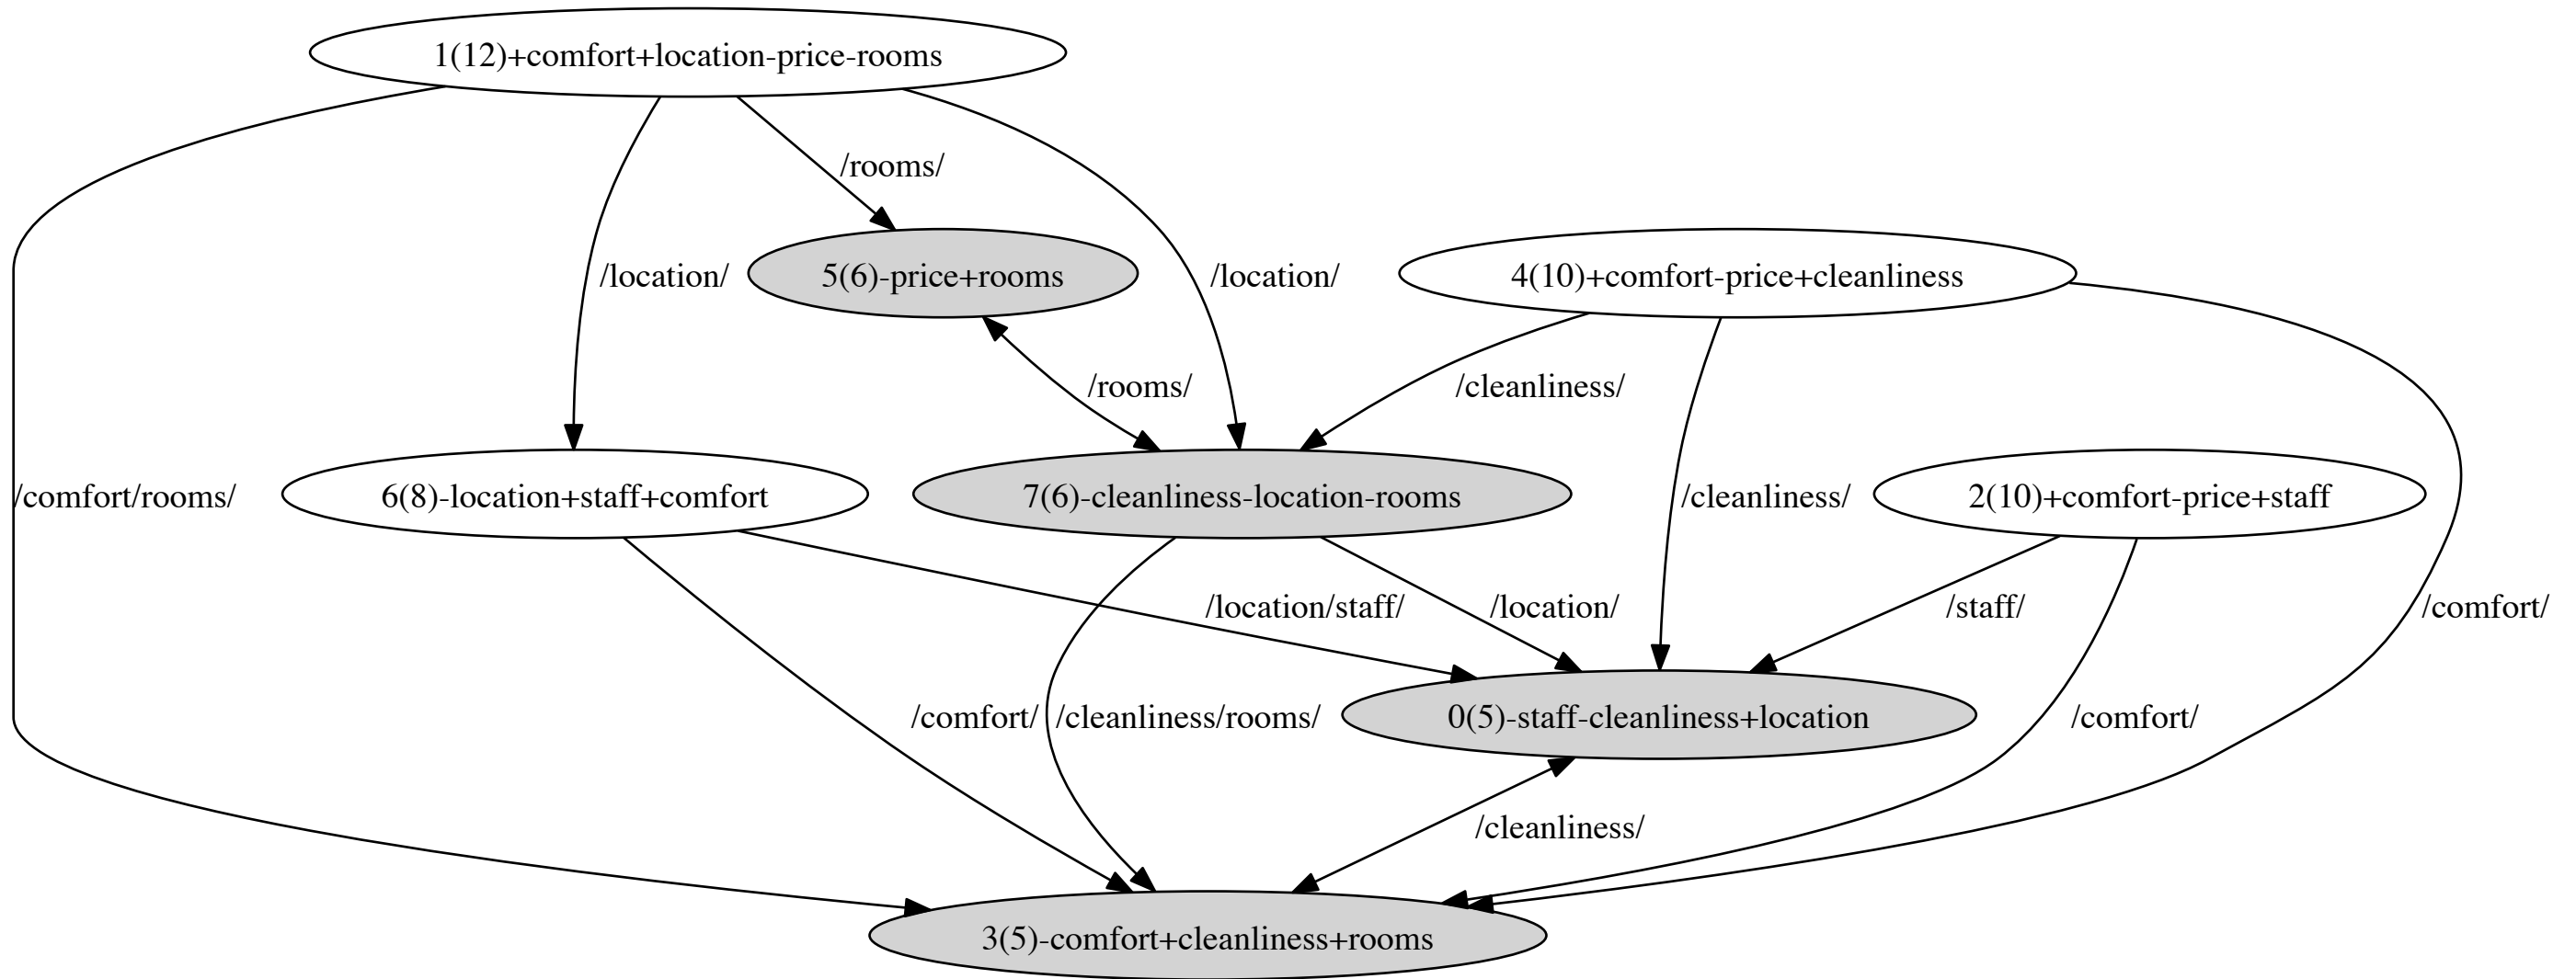 1(12)+comfort+location-price-rooms
/rooms/
/location/
5(6)-price+rooms
/location/
4(10)+comfort-price+cleanliness
/rooms/
/cleanliness/
/comfort/rooms/
6(8)-location+staff+comfort
7(6)-cleanliness-location-rooms
/cleanliness/
2(10)+comfort-price+staff
/location/staff/
/location/
/staff/
/comfort/
/comfort/
/cleanliness/rooms/
0(5)-staff-cleanliness+location
/comfort/
/cleanliness/
3(5)-comfort+cleanliness+rooms